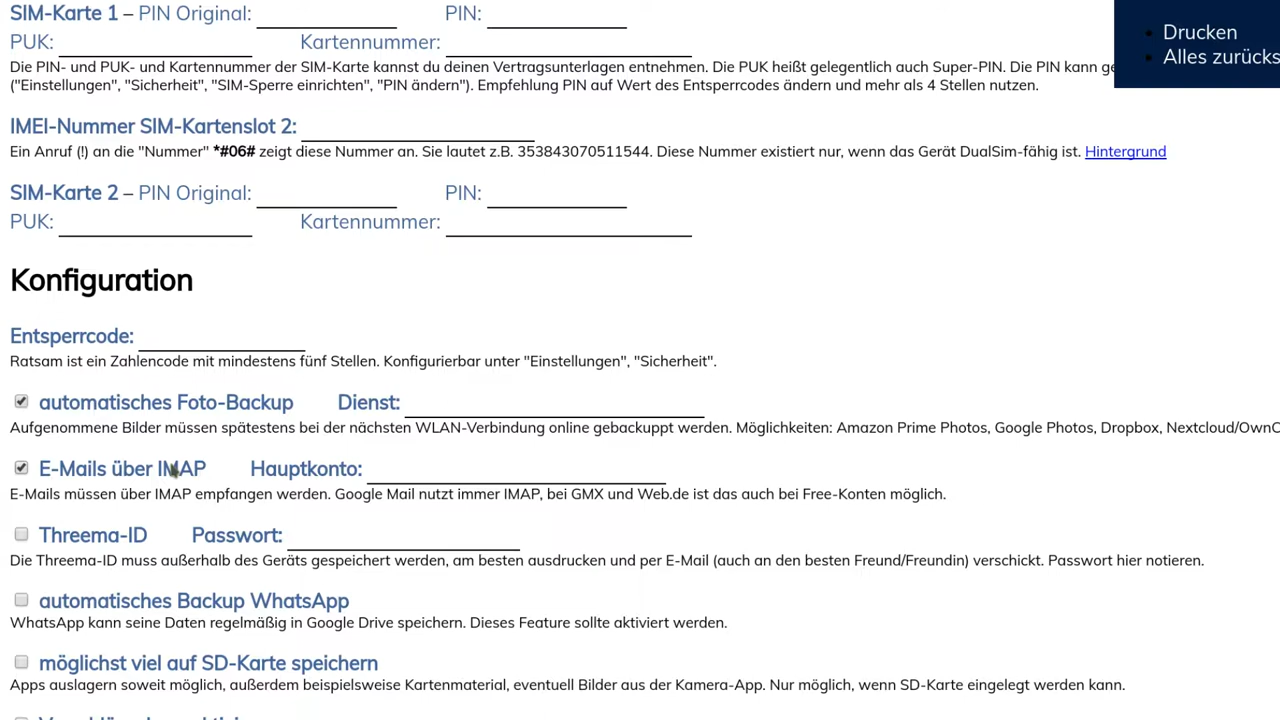 SIM-Karte 1 – PIN Original: PIN:
Drucken
PUK: Kartennummer:
Alles zurücks
Die PIN- und PUK- und Kartennummer der SIM-Karte kannst du deinen Vertragsunterlagen entnehmen. Die PUK heißt gelegentlich auch Super-PIN. Die PIN kann ge
("Einstellungen", "Sicherheit", "SIM-Sperre einrichten", "PIN ändern"). Empfehlung PIN auf Wert des Entsperrcodes ändern und mehr als 4 Stellen nutzen.
IMEI-Nummer SIM-Kartenslot 2:
Ein Anruf (!) an die "Nummer" *#06# zeigt diese Nummer an. Sie lautet z.B. 353843070511544. Diese Nummer existiert nur, wenn das Gerät DualSim-fähig ist. Hintergrund
SIM-Karte 2 – PIN Original: PIN:
PUK: Kartennummer:
Konfiguration
Entsperrcode:
Ratsam ist ein Zahlencode mit mindestens fünf Stellen. Konfigurierbar unter "Einstellungen", "Sicherheit".
automatisches Foto-Backup Dienst:
Aufgenommene Bilder müssen spätestens bei der nächsten WLAN-Verbindung online gebackuppt werden. Möglichkeiten: Amazon Prime Photos, Google Photos, Dropbox, Nextcloud/OwnC
E-Mails über IMAP Hauptkonto:
E-Mails müssen über IMAP empfangen werden. Google Mail nutzt immer IMAP, bei GMX und Web.de ist das auch bei Free-Konten möglich.
Threema-ID Passwort:
Die Threema-ID muss außerhalb des Geräts gespeichert werden, am besten ausdrucken und per E-Mail (auch an den besten Freund/Freundin) verschickt. Passwort hier notieren.
automatisches Backup WhatsApp
WhatsApp kann seine Daten regelmäßig in Google Drive speichern. Dieses Feature sollte aktiviert werden.
möglichst viel auf SD-Karte speichern
Apps auslagern soweit möglich, außerdem beispielsweise Kartenmaterial, eventuell Bilder aus der Kamera-App. Nur möglich, wenn SD-Karte eingelegt werden kann.